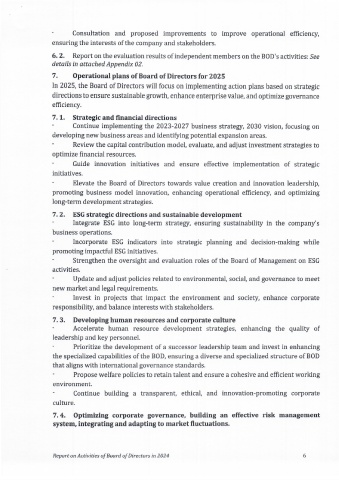 - Consultation and proposed improvements to improve operational efficiency,
ensuring the interests of the company and stakeholders.
6. 2. Report on the evaluation results of independent members on the BOD's activities: See
details in attached Appendix 02.
7. Operational plans of Board of Directors for 2025
In 2025, the Board of Directors will focus on implementing action plans based on strategic
directions to ensure sustainable growth, enhance enterprise value, and optimize governance
efficiency.
7. 1. Strategic and financial directions
- Continue implementing the 2023-2027 business strategy, 2030 vision, focusing on
developing new business areas and identifying potential expansion areas.
- Review the capital contribution model, evaluate, and adjust investment strategies to
optimize financial resources.
- Guide innovation initiatives and ensure effective implementation of strategic
initiatives.
- Elevate the Board of Directors towards value creation and innovation leadership,
promoting business model innovation, enhancing operational efficiency, and optimizing
long-term development strategies.
7. 2. ESG strategic directions and sustainable development
- Integrate ESG into long-term strategy, ensuring sustainability in the company's
business operations.
- Incorporate ESG indicators into strategic planning and decision-making while
promoting impactful ESG initiatives.
- Strengthen the oversight and evaluation roles of the Board of Management on ESG
activities.
- Update and adjust policies related to environmental, social, and governance to meet
new market and legal requirements.
- Invest in projects that impact the environment and society, enhance corporate
responsibility, and balance interests with stakeholders.
7. 3. Developing human resources and corporate culture
- Accelerate human resource development strategies, enhancing the quality of
leadership and key personnel.
- Prioritize the development of a successor leadership team and invest in enhancing
the specialized capabilities of the BOD, ensuring a diverse and specialized structure of BOD
that aligns with international governance standards.
- Propose welfare policies to retain talent and ensure a cohesive and efficient working
environment.
- Continue building a transparent, ethical, and innovation-promoting corporate
culture.
7. 4. Optimizing corporate governance, building an effective risk management
system, integrating and adapting to market fluctuations.
Report on Activities of Board of Directors in 2024 6